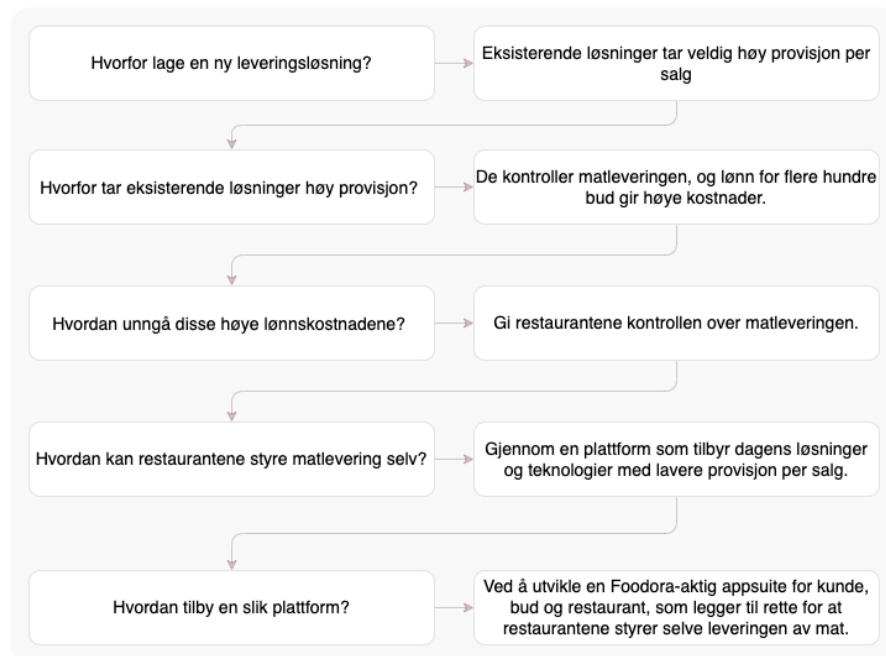 Hvorfor lage en ny leveringsløsning?
Eksisterende løsninger tar veldig høy provisjon per
salg
Hvorfor tar eksisterende løsninger høy provisjon?
De kontroller matleveringen, og lønn for flere hundre
bud gir høye kostnader.
Hvordan unngå disse høye lønnskostnadene?
Gi restaurantene kontrollen over matleveringen.
Hvordan kan restaurantene styre matlevering selv?
Gjennom en plattform som tilbyr dagens løsninger
og teknologier med lavere provisjon per salg.
Hvordan tilby en slik plattform?
Ved å utvikle en Foodora-aktig appsuite for kunde,
bud og restaurant, som legger til rette for at
restaurantene styrer selve leveringen av mat.